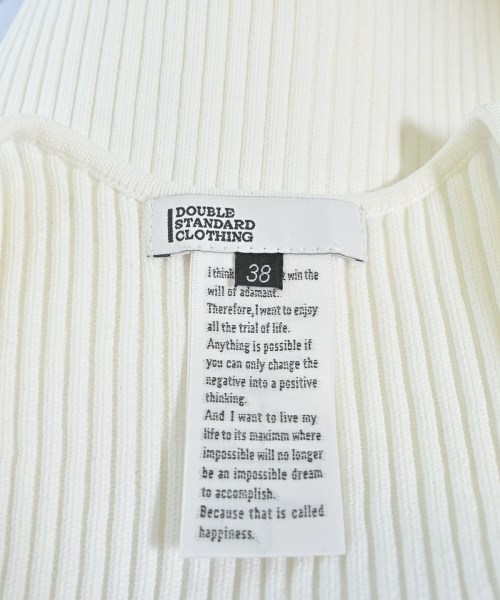 DOUBLE
STANDARD
CLOTHING
38
I think win the
will of adamant.
Therefore, I want to enjoy
all the trial of life.
Anything is possible if
you can only change the
negative into a positive
thinking.
And I want to live my
life to its maximm where
impossible will no longer
be an impossible dream
to accomplish.
Because that is called
happiness.